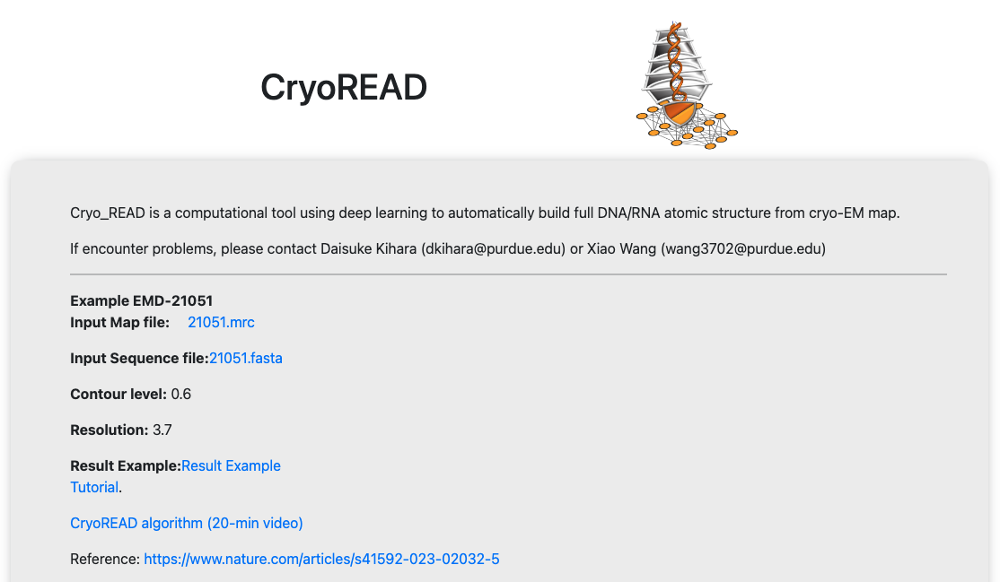 CryoREAD
Cryo_READ is a computational tool using deep learning to automatically build full DNA/RNA atomic structure from cryo-EM map.
If encounter problems, please contact Daisuke Kihara (dkihara@purdue.edu) or Xiao Wang (wang3702@purdue.edu)
Example EMD-21051
Input Map file: 21051.mrc
Input Sequence file:21051.fasta
Contour level: 0.6
Resolution: 3.7
Result Example:Result Example
Tutorial.
CryoREAD algorithm (20-min video)
Reference: https://www.nature.com/articles/s41592-023-02032-5